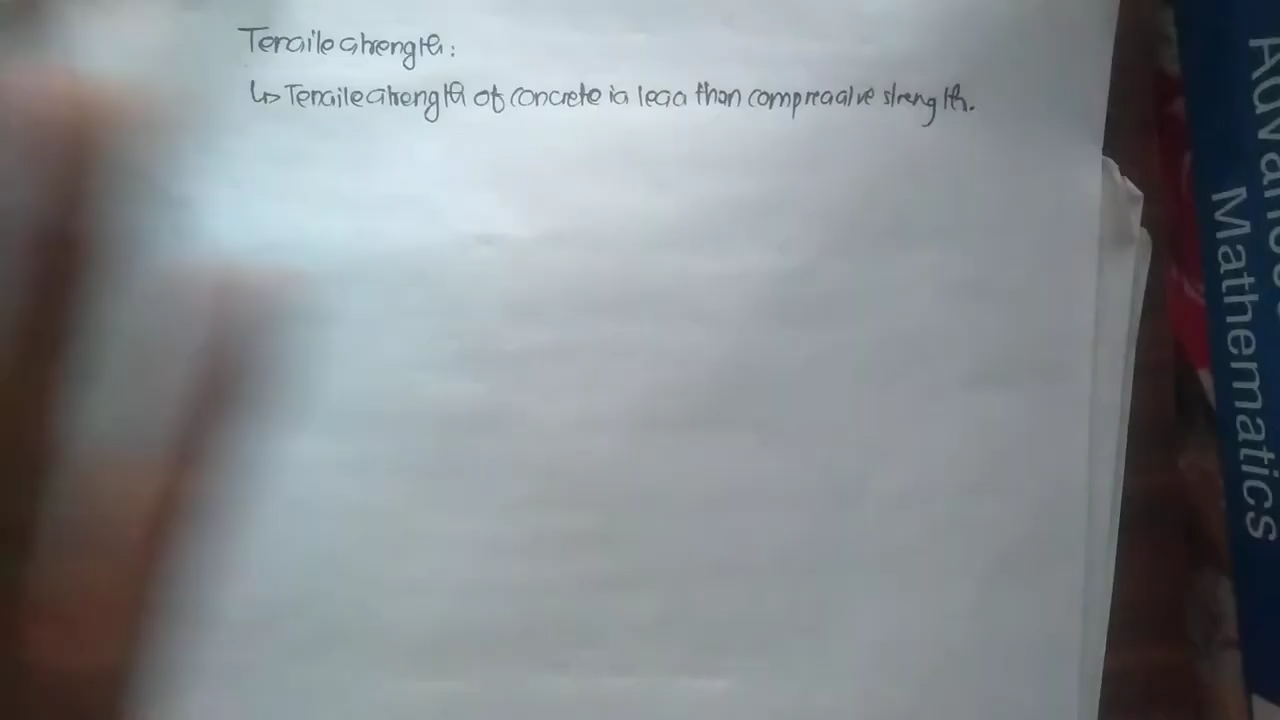 Tensile strength:
↳ Tensile strength of concrete is less than compressive strength.
Mathematics